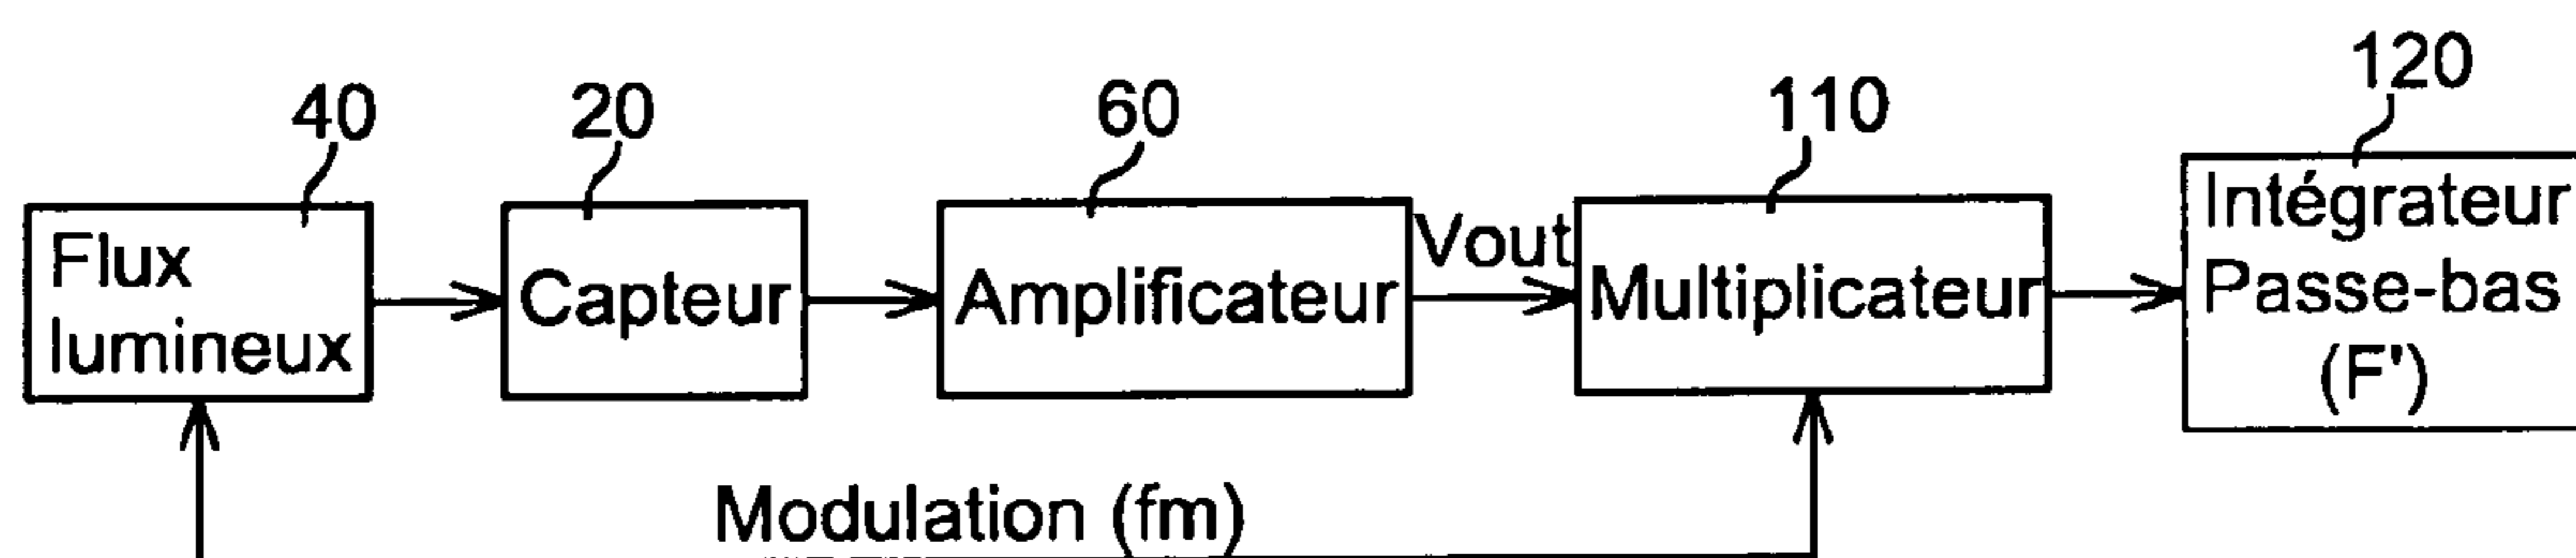 40
20
60
110
120
Flux
lumineux
Capteur
Amplificateur
Vout
Multiplicateur
Intégrateur
Passe-bas
(F')
Modulation (fm)